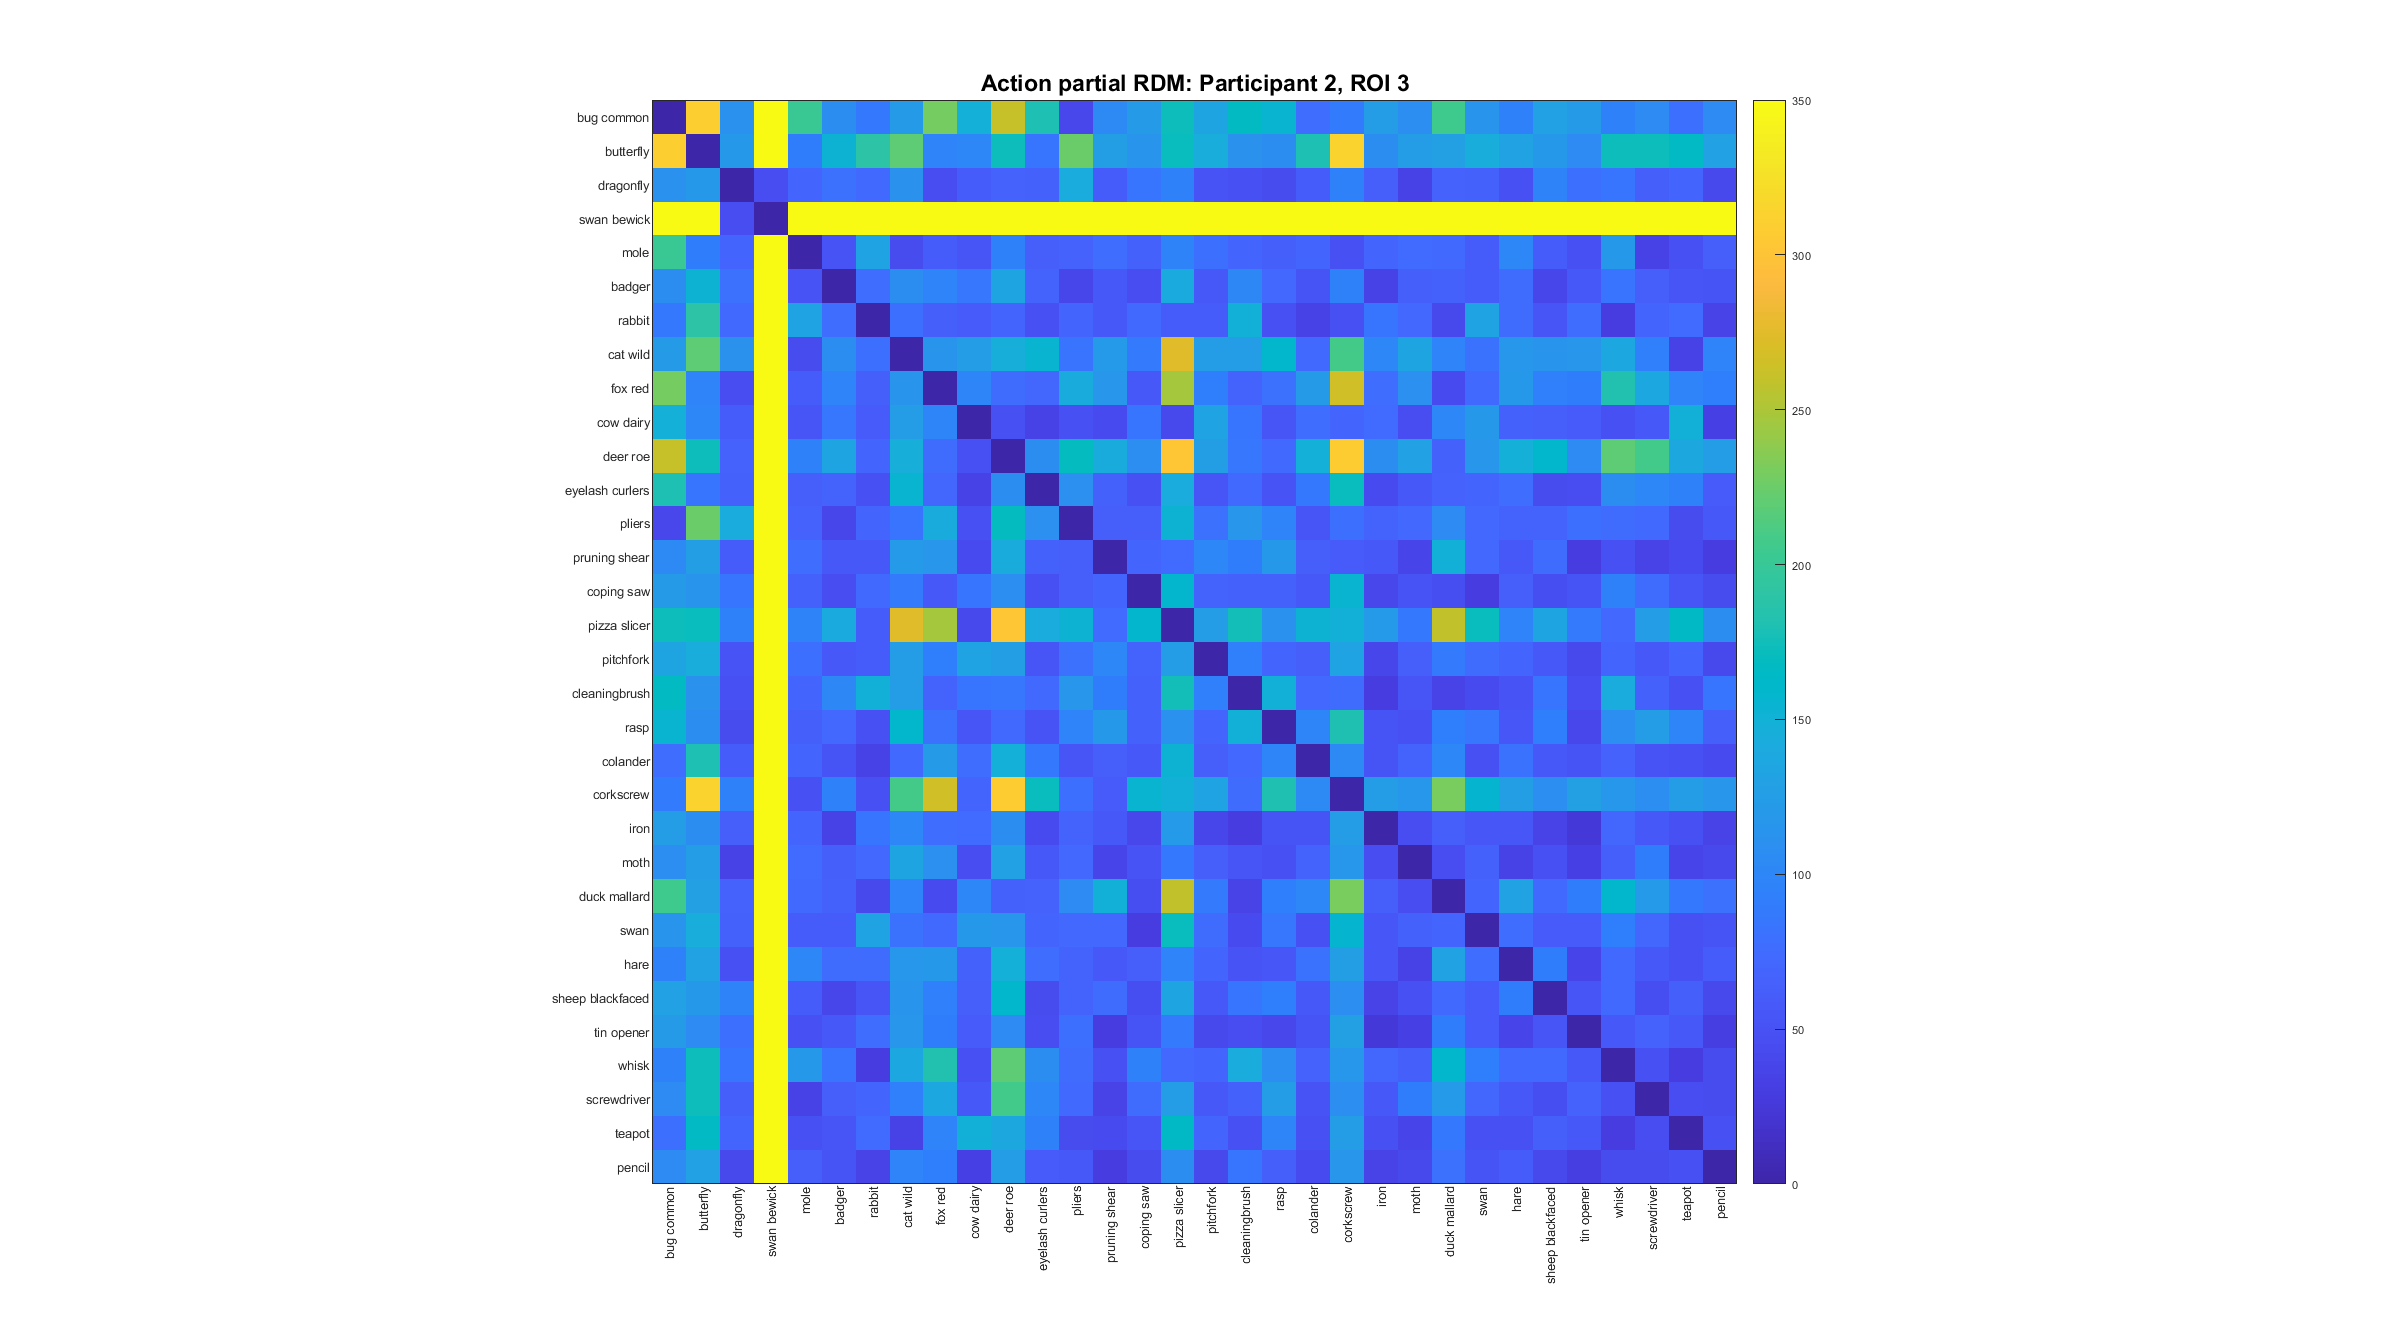 Action partial RDM: Participant 2, ROI 3
bug common
butterfly
dragonfly
swan bewick
mole
badger
rabbit
cat wild
fox red
cow dairy
deer roe
eyelash curlers
pliers
pruning shear
coping saw
pizza slicer
pitchfork
cleaningbrush
rasp
colander
corkscrew
iron
moth
duck mallard
swan
hare
sheep blackfaced
tin opener
whisk
screwdriver
teapot
pencil
bug common
butterfly
dragonfly
swan bewick
mole
badger
rabbit
cat wild
fox red
cow dairy
deer roe
eyelash curlers
pliers
pruning shear
coping saw
pizza slicer
pitchfork
cleaningbrush
rasp
colander
corkscrew
iron
moth
duck mallard
swan
hare
sheep blackfaced
tin opener
whisk
screwdriver
teapot
pencil
350
300
250
200
150
100
50
0